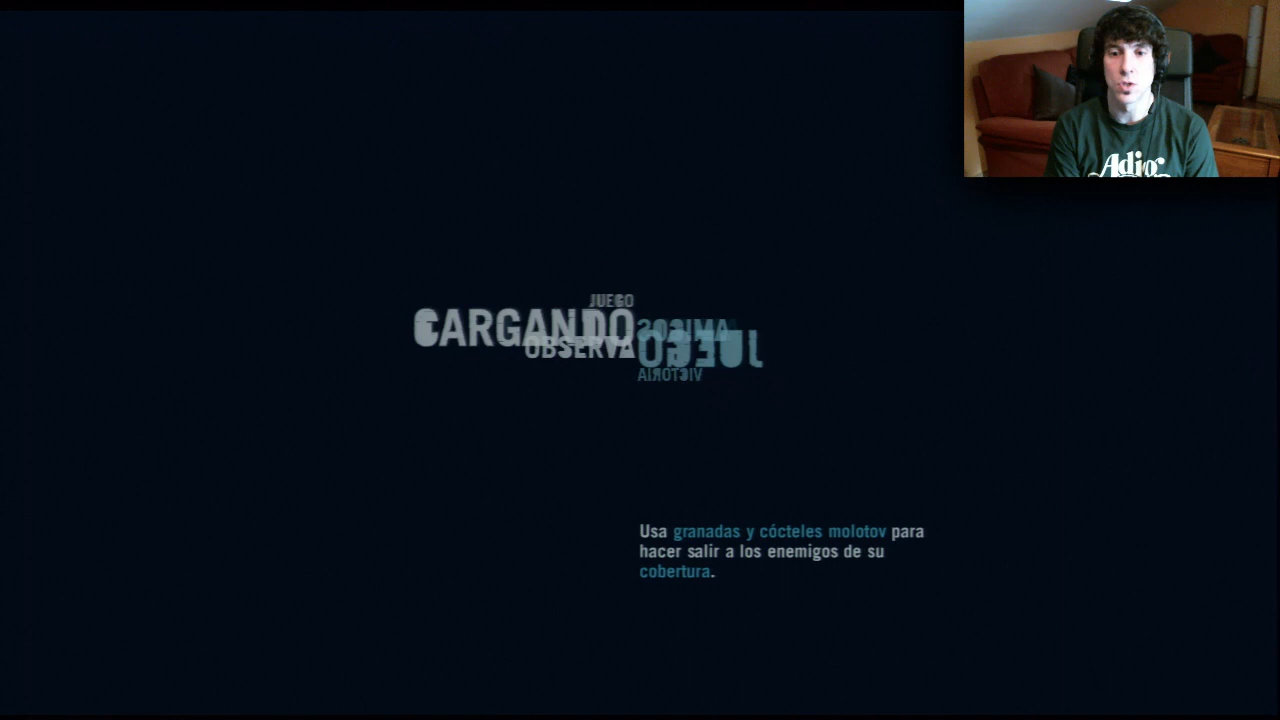 JUEGO
CARGANDO
OBSERVA
AMIGOS
JUEGO
VICTORIA
Usa granadas y cócteles molotov para
hacer salir a los enemigos de su
cobertura.